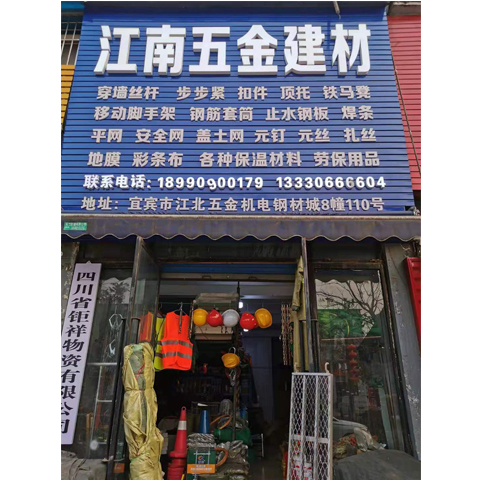 江南五金建材
穿墙丝杆 步步紧 扣件 顶托 铁马凳
移动脚手架 钢筋套筒 止水钢板 焊条
平网 安全网 盖土网 元钉 元丝 扎丝
地膜 彩条布 各种保温材料 劳保用品
联系电话: 18990900179 13330666604
地址: 宜宾市江北五金机电钢材城8幢110号
四川省钜祥物资有限公司